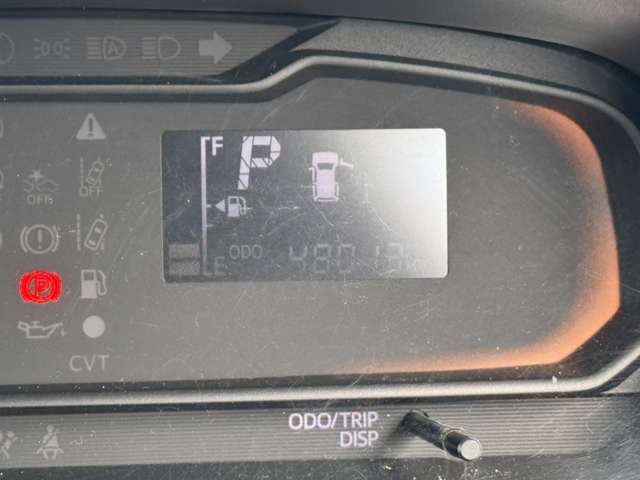 A
F
P
OFF
OFF
(P)
ODO 48013
E
CVT
ODO/TRIP
DISP